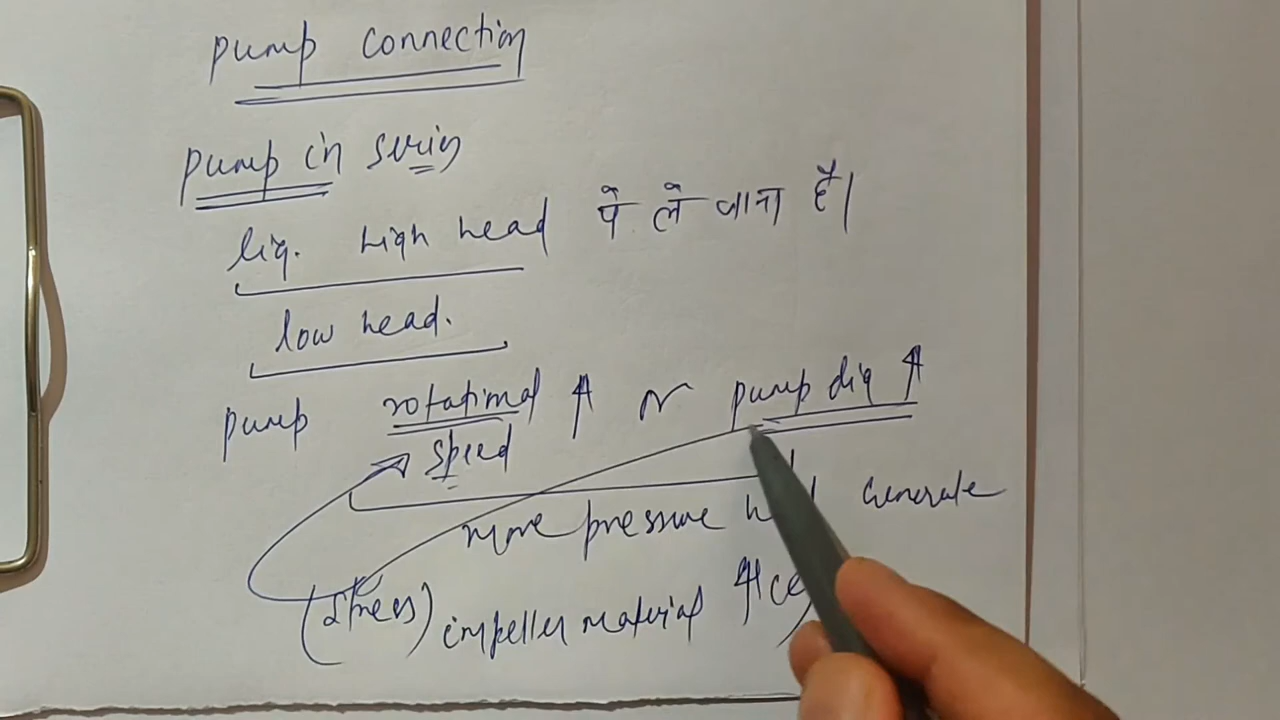 pump connection
pump in series
liq. high head पे ले जाना है।
low head.
pump rotational ↑ or pump dia ↑
speed
more pressure generate
(stress) impeller material ↑